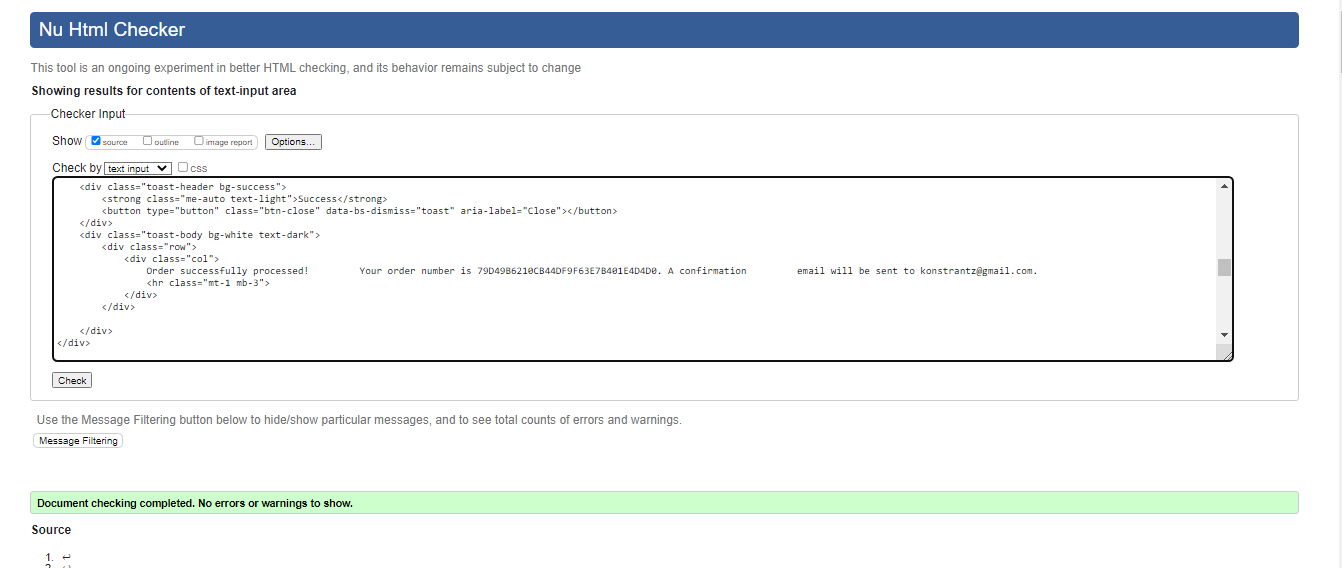 Nu Html Checker
This tool is an ongoing experiment in better HTML checking, and its behavior remains subject to change
Showing results for contents of text-input area
Checker Input
Show source outline image report Options...
Check by text input css
<div class="toast-header bg-success">
<strong class="me-auto text-light">Success</strong>
<button type="button" class="btn-close" data-bs-dismiss="toast" aria-label="Close"></button>
</div>
<div class="toast-body bg-white text-dark">
<div class="row">
<div class="col">
Order successfully processed! Your order number is 79D49B6210CB44DF9F63E7B401E4D4D0. A confirmation email will be sent to konstrantz@gmail.com.
<hr class="mt-1 mb-3">
</div>
</div>
</div>
</div>
Check
Use the Message Filtering button below to hide/show particular messages, and to see total counts of errors and warnings.
Message Filtering
Document checking completed. No errors or warnings to show.
Source
1. ↩